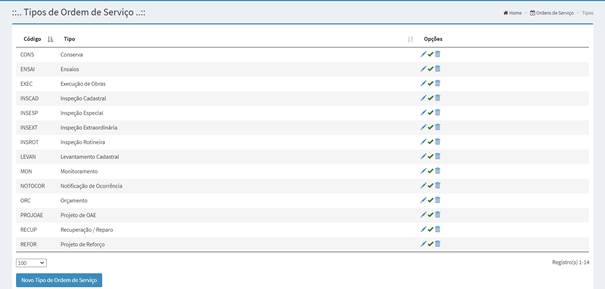 ::.. Tipos de Ordem de Serviço ..::
Home > Ordens de Serviço > Tipos
Código Tipo Opções
CONS Conserva
ENSAI Ensaios
EXEC Execução de Obras
INSCAD Inspeção Cadastral
INSESP Inspeção Especial
INSEXT Inspeção Extraordinária
INSROT Inspeção Rotineira
LEVAN Levantamento Cadastral
MON Monitoramento
NOTOCOR Notificação de Ocorrência
ORC Orçamento
PROJOAE Projeto de OAE
RECUP Recuperação / Reparo
REFOR Projeto de Reforço
100 Registro(s) 1-14
Novo Tipo de Ordem de Serviço